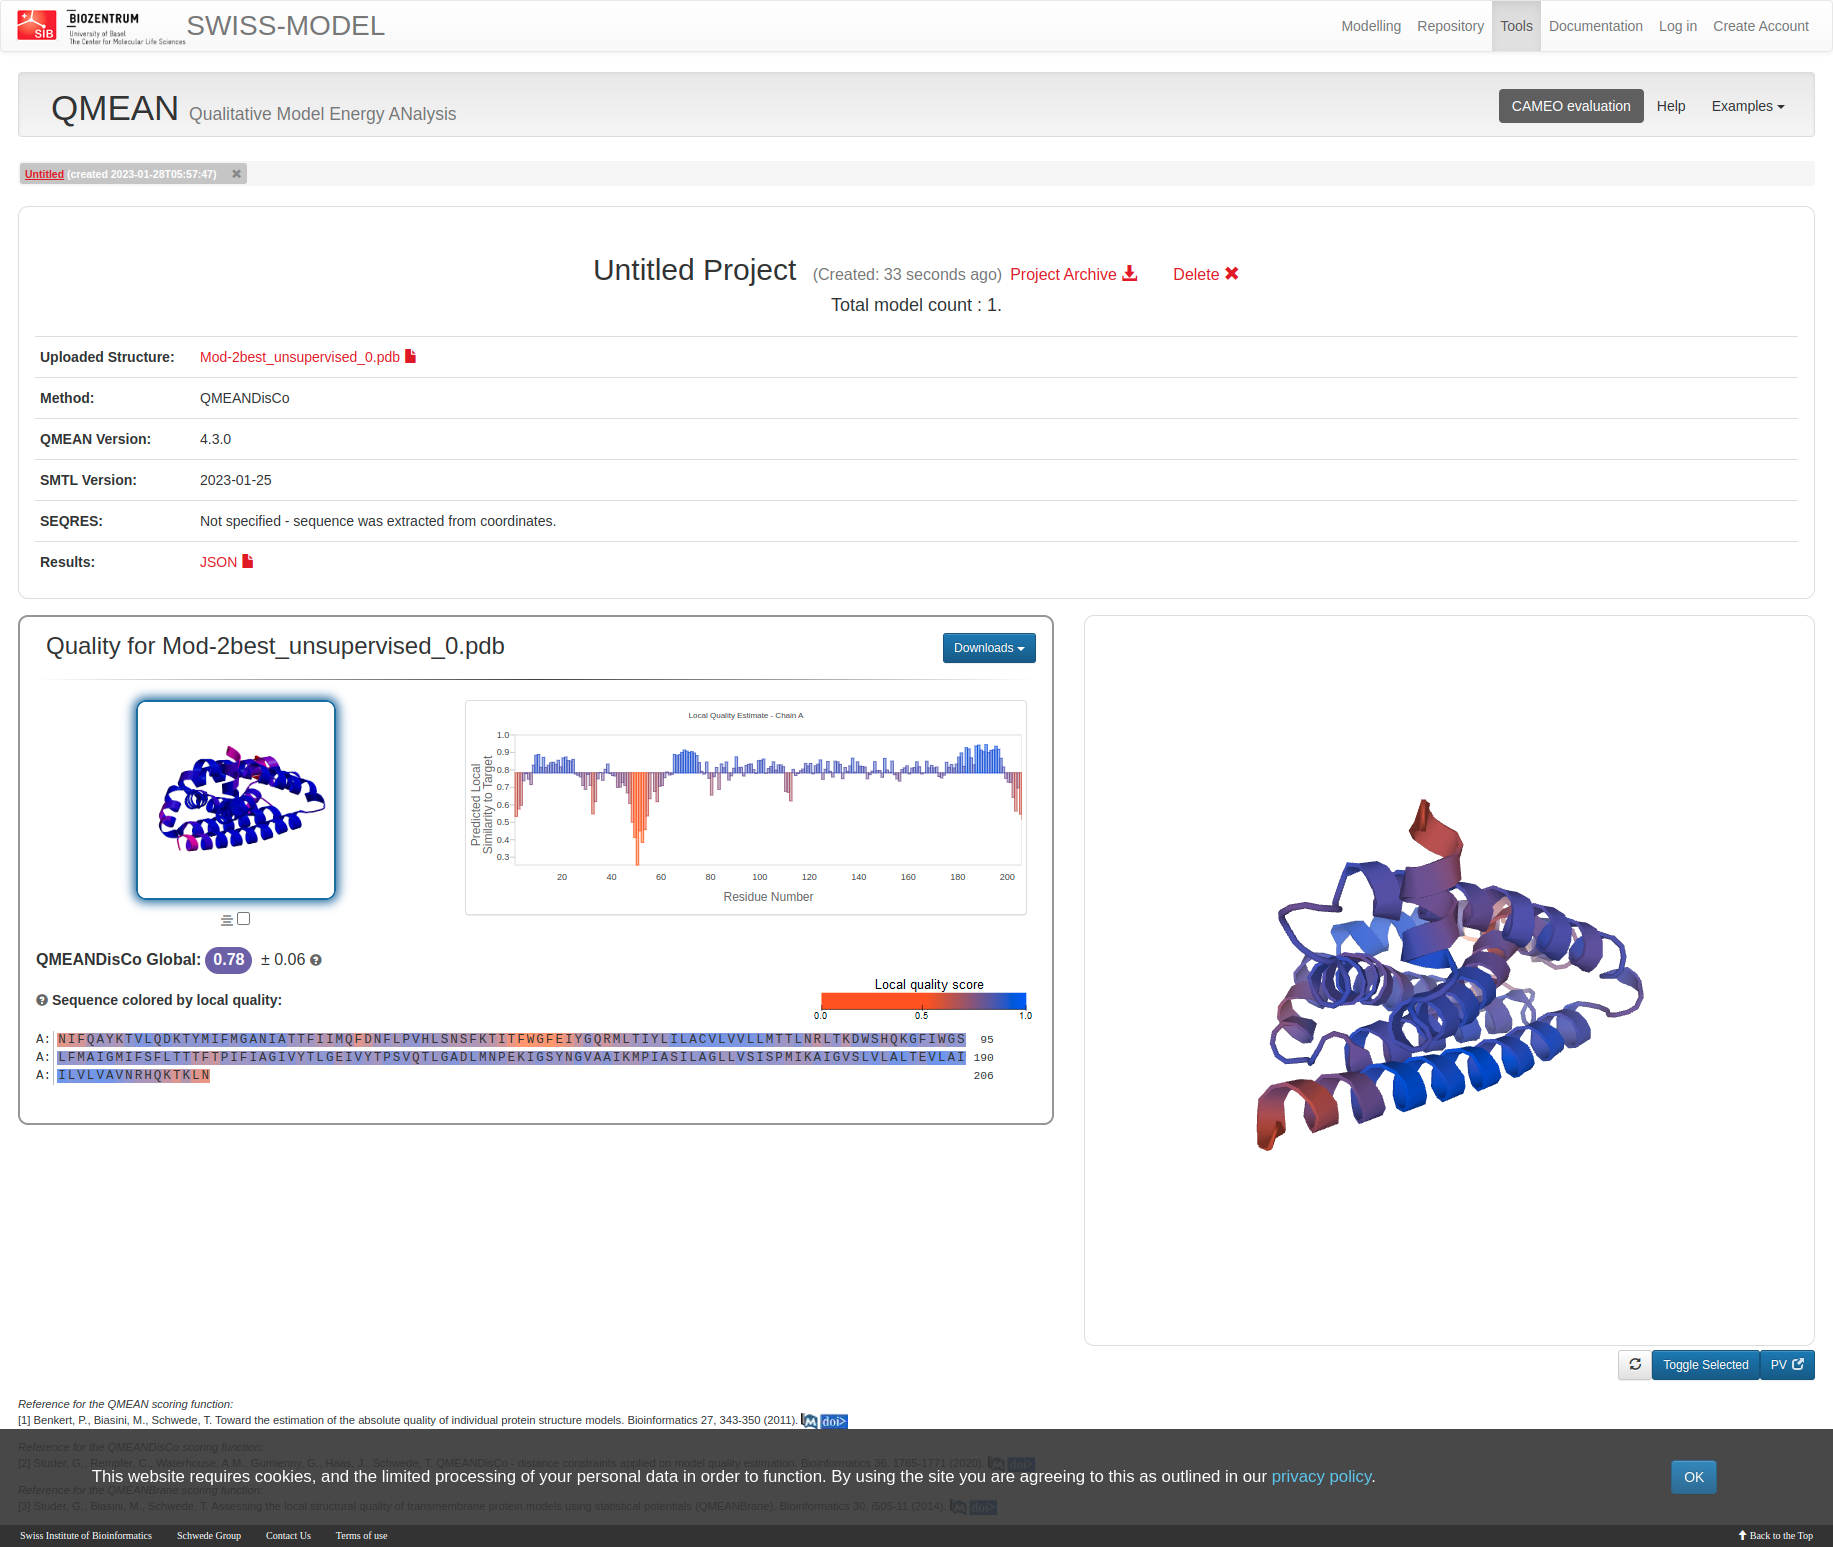 SIB
BIOZENTRUM
University of Basel
The Center for Molecular Life Sciences
SWISS-MODEL
Modelling Repository Tools Documentation Log in Create Account
QMEAN Qualitative Model Energy ANalysis
CAMEO evaluation Help Examples
Untitled (created 2023-01-28T05:57:47)
Untitled Project (Created: 33 seconds ago) Project Archive Delete
Total model count : 1.
Uploaded Structure: Mod-2best_unsupervised_0.pdb
Method: QMEANDisCo
QMEAN Version: 4.3.0
SMTL Version: 2023-01-25
SEQRES: Not specified - sequence was extracted from coordinates.
Results: JSON
Quality for Mod-2best_unsupervised_0.pdb
Downloads
Local Quality Estimate - Chain A
Predicted Local
Similarity to Target
1.0
0.9
0.8
0.7
0.6
0.5
0.4
0.3
20 40 60 80 100 120 140 160 180 200
Residue Number
QMEANDisCo Global: 0.78 ± 0.06
Sequence colored by local quality:
Local quality score
0.0 0.5 1.0
A: NIFQAYKTVLQDKTYMIFMGANIATTFIIMQFDNFLPVHLSNSFKTITFWGFEIYGQRMLTIYLILACVLVVLLMTTLNRLTKDWSHQKGFIWGS 95
A: LFMAIGMIFSFLTTTFTPIFIAGIVYTLGEIVYTPSVQTLGADLMNPEKIGSYNGVAAIKMPIASILAGLLVSISPMIKAIGVSLVLALTEVLAI 190
A: ILVLVAVNRHQKTKLN 206
Toggle Selected PV
Reference for the QMEAN scoring function:
[1] Benkert, P., Biasini, M., Schwede, T. Toward the estimation of the absolute quality of individual protein structure models. Bioinformatics 27, 343-350 (2011). M doi>
Reference for the QMEANDisCo scoring function:
[2] Studer, G., Rempfer, C., Waterhouse, A.M., Gumienny, G., Haas, J., Schwede, T. QMEANDisCo - distance constraints applied on model quality estimation. Bioinformatics 36, 1765-1771 (2020). M doi>
This website requires cookies, and the limited processing of your personal data in order to function. By using the site you are agreeing to this as outlined in our privacy policy. OK
Reference for the QMEANBrane scoring function:
[3] Studer, G., Biasini, M., Schwede, T. Assessing the local structural quality of transmembrane protein models using statistical potentials (QMEANBrane). Bioinformatics 30, i505-11 (2014). M doi>
Swiss Institute of Bioinformatics Schwede Group Contact Us Terms of use Back to the Top